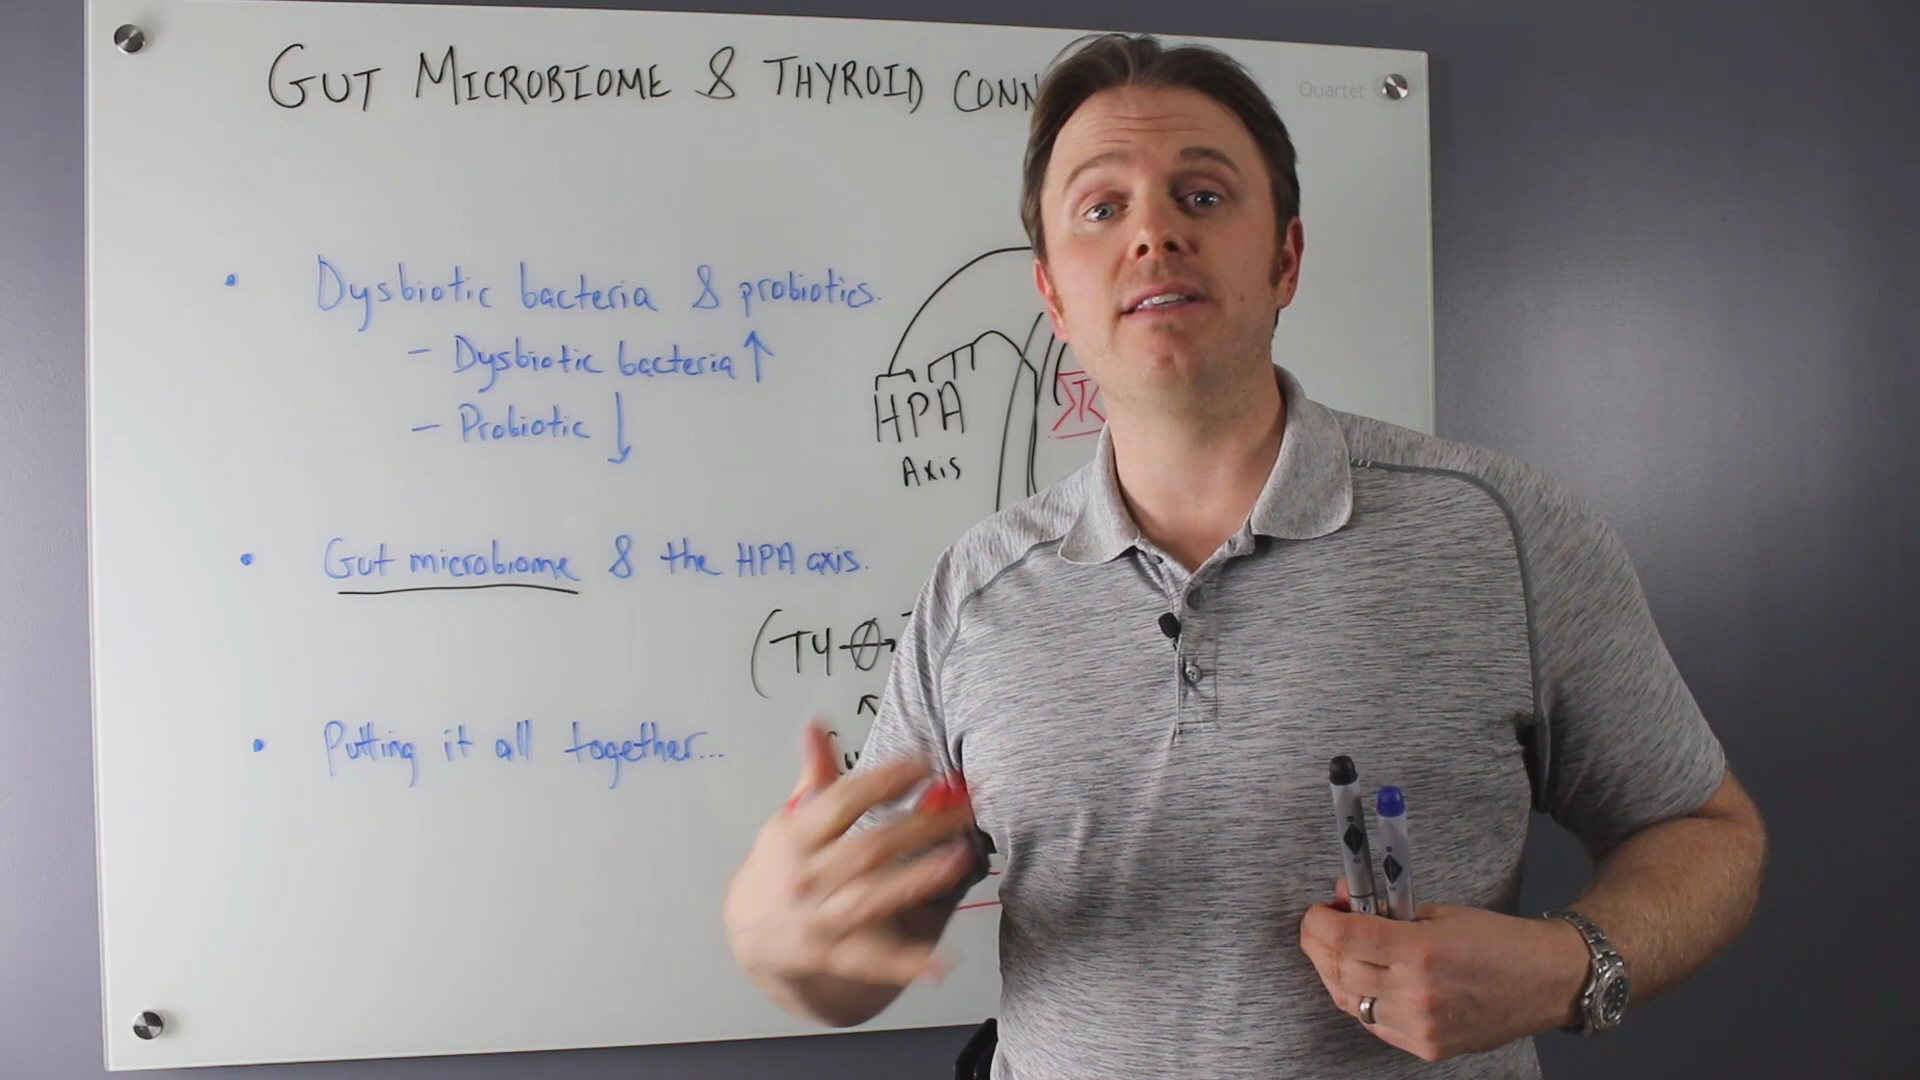 GUT MICROBIOME & THYROID CONN
Quartet
• Dysbiotic bacteria & probiotics.
- Dysbiotic bacteria ↑
- Probiotic ↓
HPA
AXIS
• Gut microbiome & the HPA axis.
(T4
• Putting it all together...